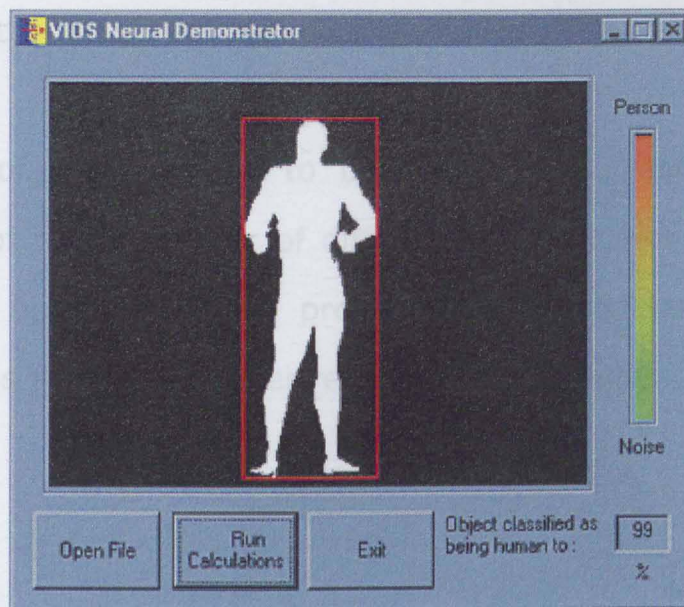 VIOS Neural Demonstrator
Person
Noise
Open File
Run
Calculations
Exit
Object classified as
being human to :
99
%